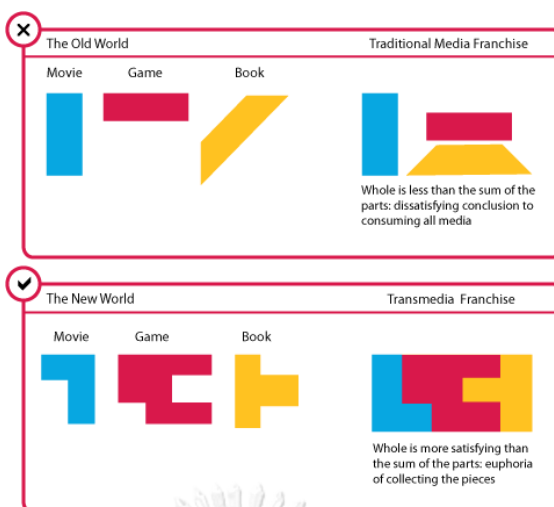 The Old World
Traditional Media Franchise
Movie
Game
Book
Whole is less than the sum of the
parts: dissatisfying conclusion to
consuming all media
The New World
Transmedia Franchise
Movie
Game
Book
Whole is more satisfying than
the sum of the parts: euphoria
of collecting the pieces